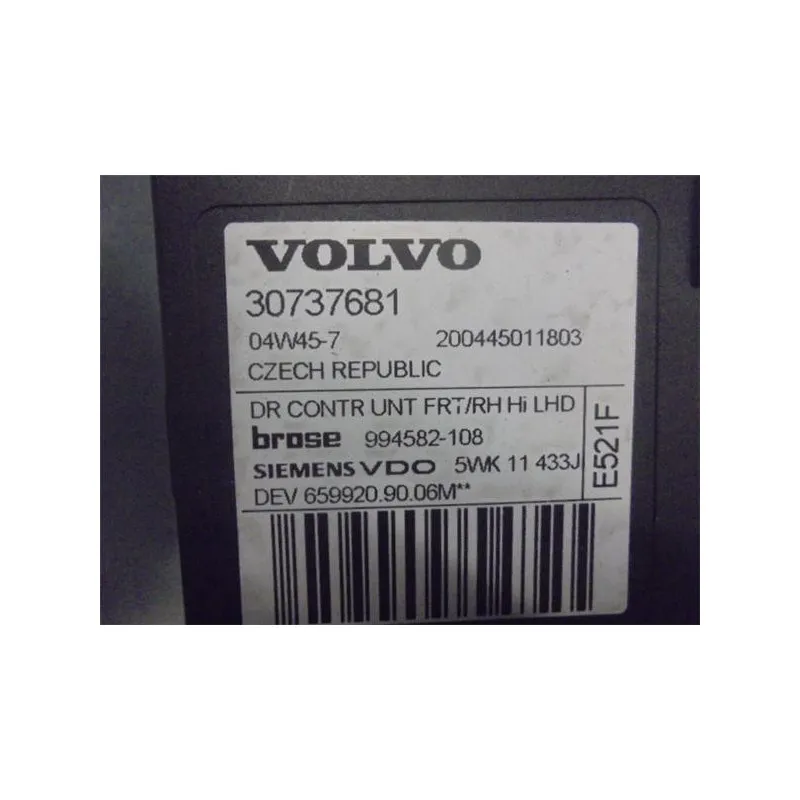 VOLVO
30737681
04W45-7 200445011803
CZECH REPUBLIC
DR CONTR UNT FRT/RH Hi LHD
brose 994582-108
SIEMENS VDO 5WK 11 433J
DEV 659920.90.06M**
E521F